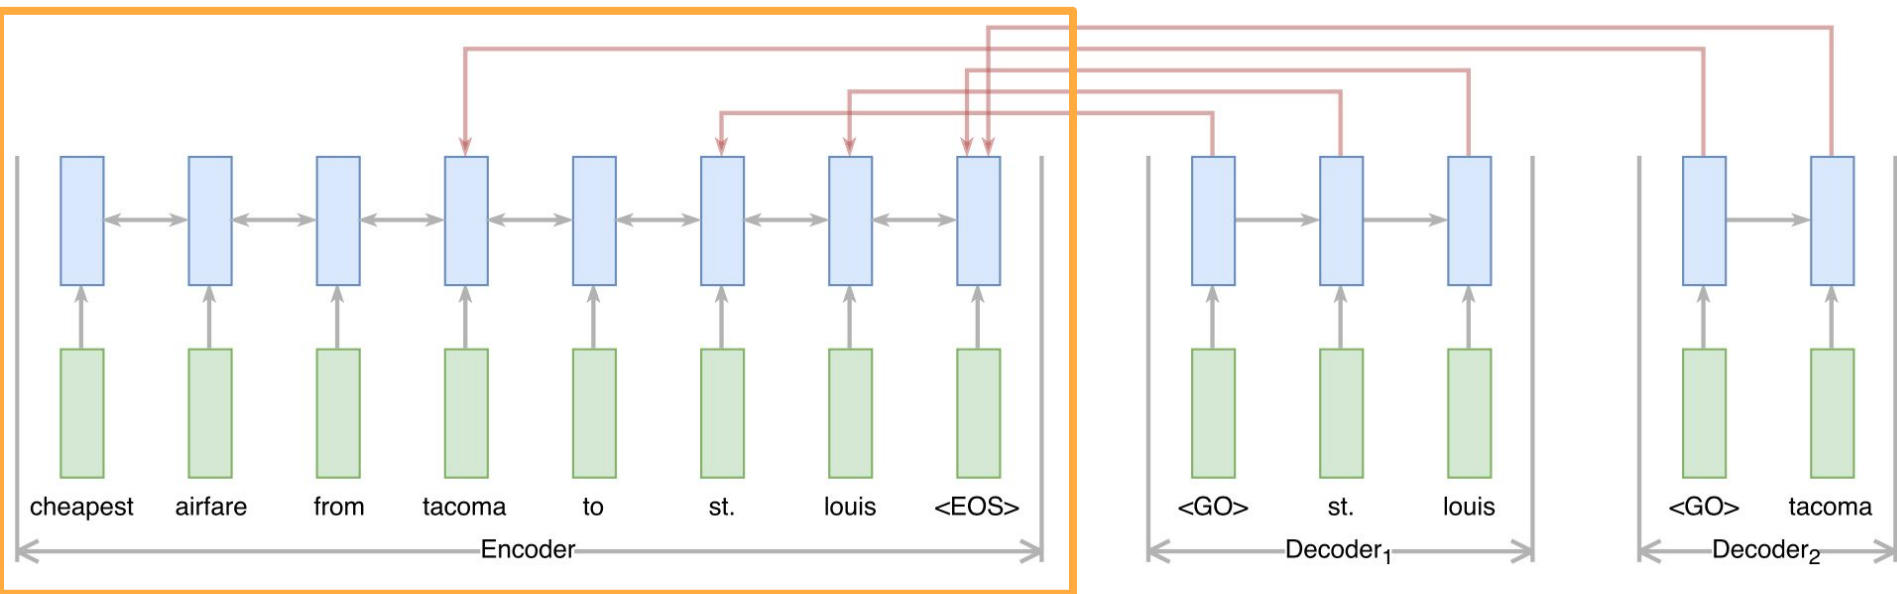 cheapest airfare from tacoma to st. louis <EOS> <GO> st. louis <GO> tacoma
Encoder Decoder1 Decoder2